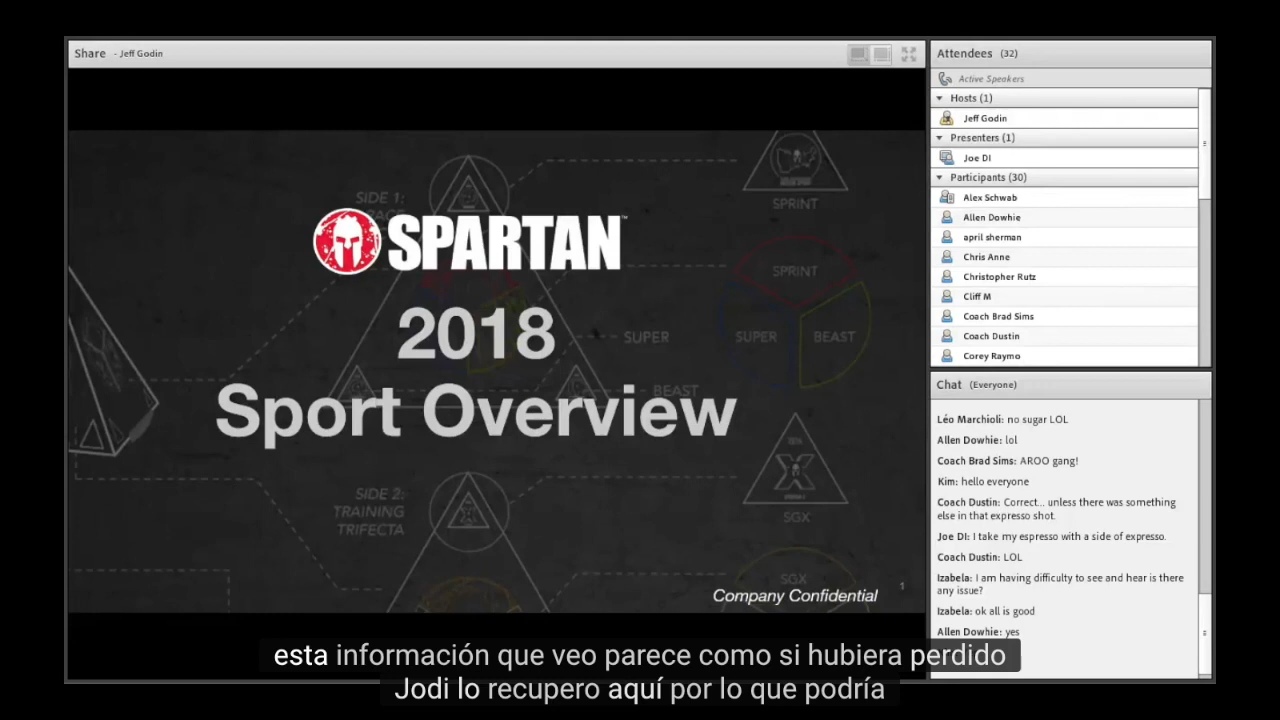 Share - Jeff Godin
SPARTAN™
2018
Sport Overview
SIDE 1:
SPRINT
SPRINT
SUPER
SUPER
BEAST
BEAST
SIDE 2:
TRAINING
TRIFECTA
SGX
SGX
Company Confidential
1
Attendees (32)
Active Speakers
Hosts (1)
Jeff Godin
Presenters (1)
Joe DI
Participants (30)
Alex Schwab
Allen Dowhie
april sherman
Chris Anne
Christopher Rutz
Cliff M
Coach Brad Sims
Coach Dustin
Corey Raymo
Chat (Everyone)
Léo Marchioli: no sugar LOL
Allen Dowhie: lol
Coach Brad Sims: AROO gang!
Kim: hello everyone
Coach Dustin: Correct... unless there was something
else in that expresso shot.
Joe DI: I take my espresso with a side of expresso.
Coach Dustin: LOL
Izabela: I am having difficulty to see and hear is there
any issue?
Izabela: ok all is good
Allen Dowhie: yes
esta información que veo parece como si hubiera perdido
Jodi lo recupero aquí por lo que podría